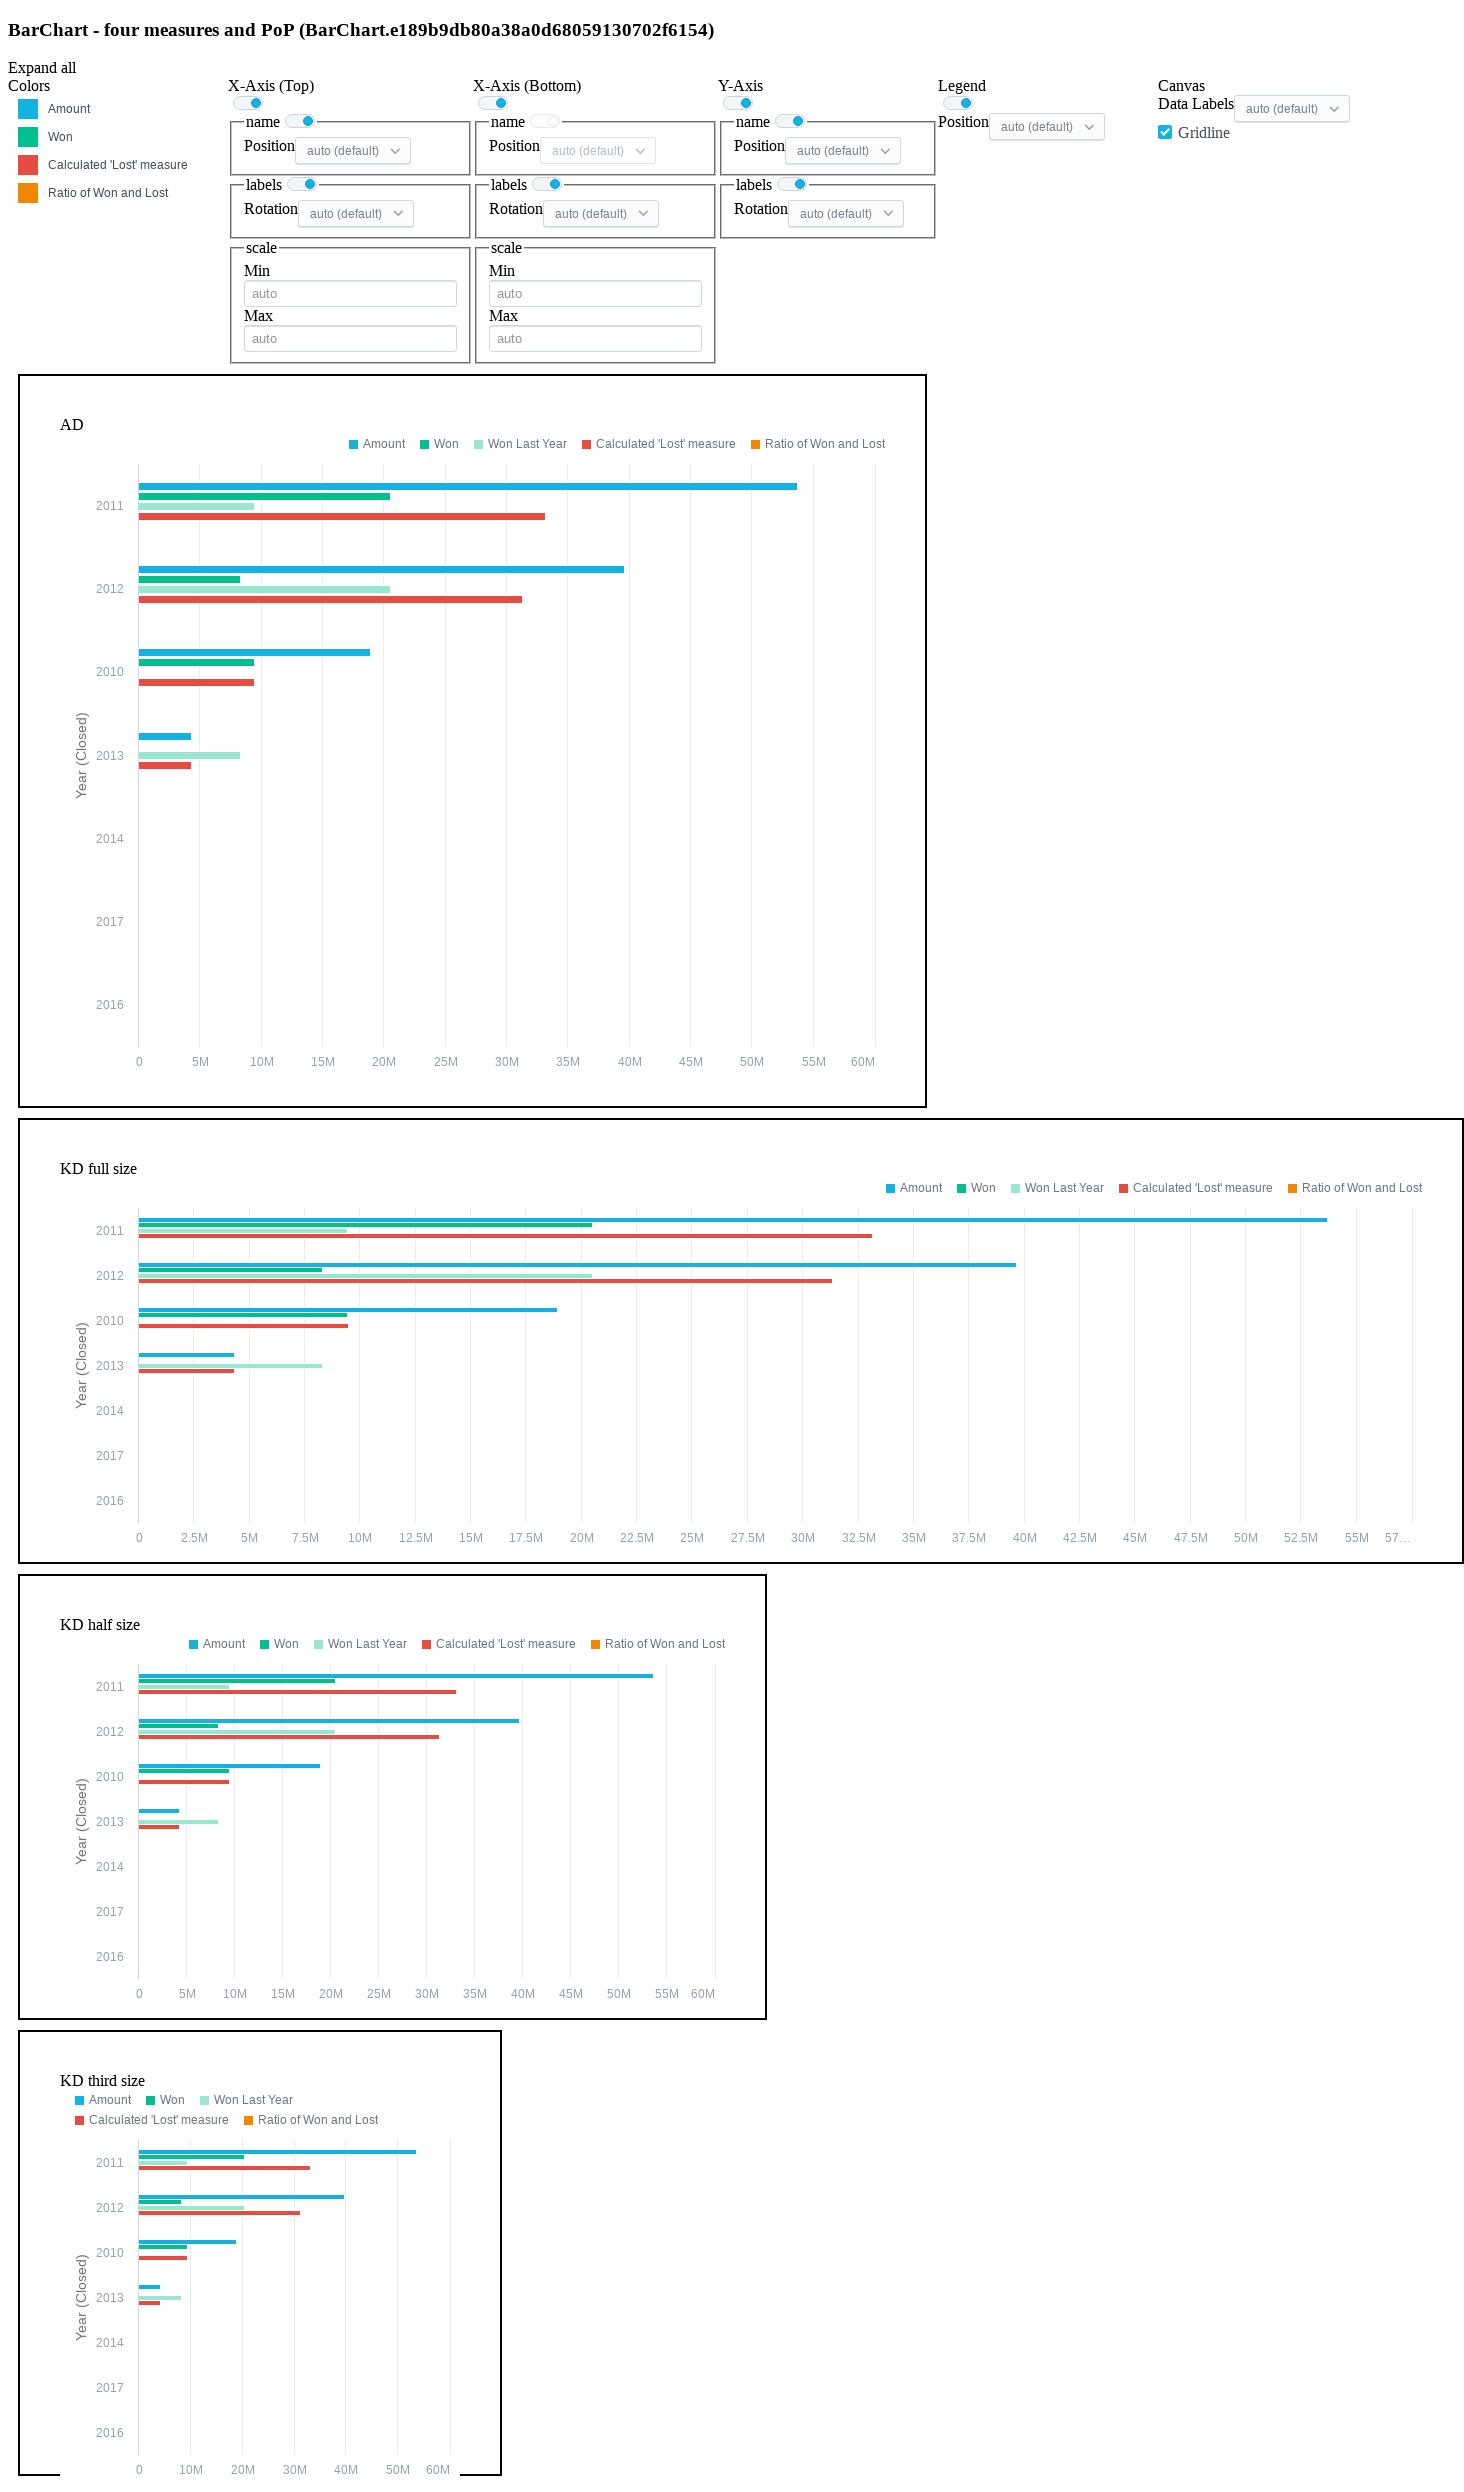 BarChart - four measures and PoP (BarChart.e189b9db80a38a0d68059130702f6154)
Expand all
Colors
Amount
Won
Calculated 'Lost' measure
Ratio of Won and Lost
X-Axis (Top)
name
Position auto (default)
labels
Rotation auto (default)
scale
Min
auto
Max
auto
X-Axis (Bottom)
name
Position auto (default)
labels
Rotation auto (default)
scale
Min
auto
Max
auto
Y-Axis
name
Position auto (default)
labels
Rotation auto (default)
Legend
Position auto (default)
Canvas
Data Labels auto (default)
Gridline
AD
Amount Won Won Last Year Calculated 'Lost' measure Ratio of Won and Lost
Year (Closed)
2011
2012
2010
2013
2014
2017
2016
0 5M 10M 15M 20M 25M 30M 35M 40M 45M 50M 55M 60M
KD full size
Amount Won Won Last Year Calculated 'Lost' measure Ratio of Won and Lost
Year (Closed)
2011
2012
2010
2013
2014
2017
2016
0 2.5M 5M 7.5M 10M 12.5M 15M 17.5M 20M 22.5M 25M 27.5M 30M 32.5M 35M 37.5M 40M 42.5M 45M 47.5M 50M 52.5M 55M 57...
KD half size
Amount Won Won Last Year Calculated 'Lost' measure Ratio of Won and Lost
Year (Closed)
2011
2012
2010
2013
2014
2017
2016
0 5M 10M 15M 20M 25M 30M 35M 40M 45M 50M 55M 60M
KD third size
Amount Won Won Last Year
Calculated 'Lost' measure Ratio of Won and Lost
Year (Closed)
2011
2012
2010
2013
2014
2017
2016
0 10M 20M 30M 40M 50M 60M